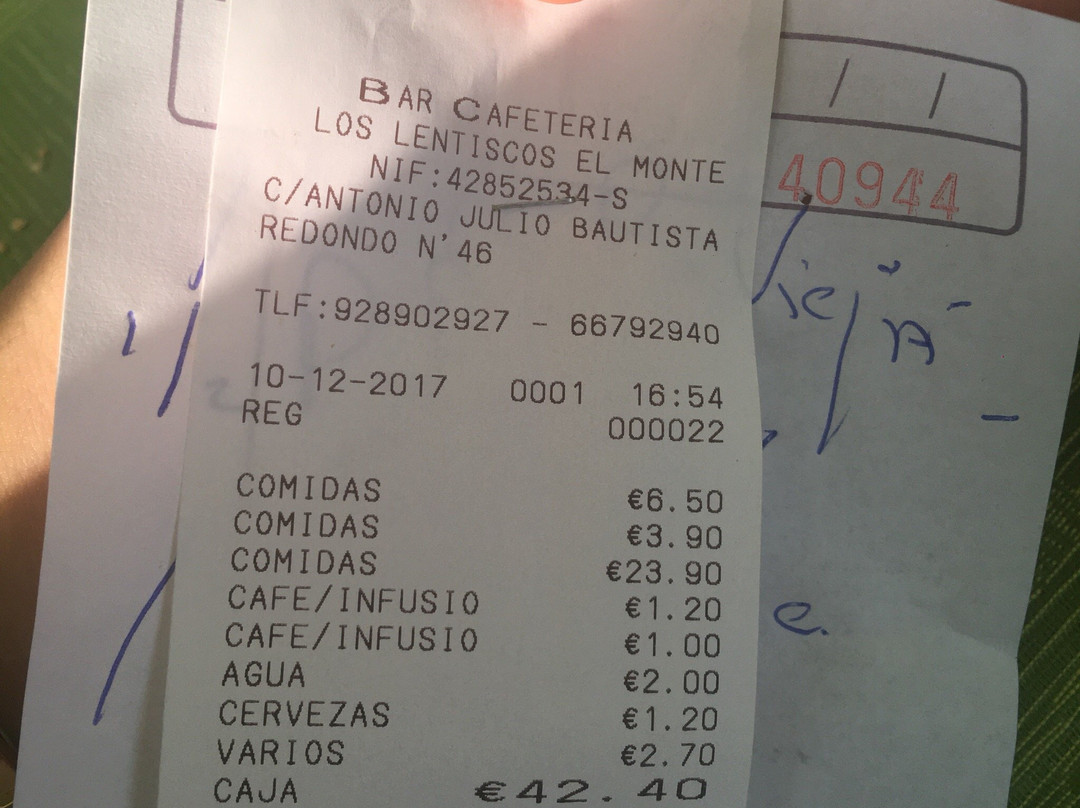 BAR CAFETERIA
LOS LENTISCOS EL MONTE
NIF:42852534-S
C/ANTONIO JULIO BAUTISTA
REDONDO N'46
TLF:928902927 - 66792940
10-12-2017 0001 16:54
REG 000022
COMIDAS €6.50
COMIDAS €3.90
COMIDAS €23.90
CAFE/INFUSIO €1.20
CAFE/INFUSIO €1.00
AGUA €2.00
CERVEZAS €1.20
VARIOS €2.70
CAJA €42.40
/ /
40944